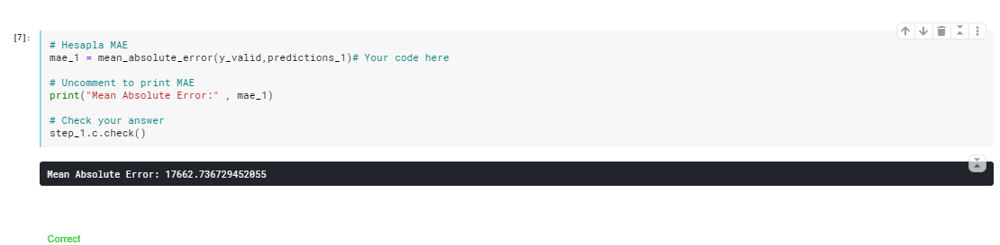 [7]:
# Hesapla MAE
mae_1 = mean_absolute_error(y_valid,predictions_1)# Your code here
# Uncomment to print MAE
print("Mean Absolute Error:" , mae_1)
# Check your answer
step_1.c.check()
Mean Absolute Error: 17662.736729452055
Correct